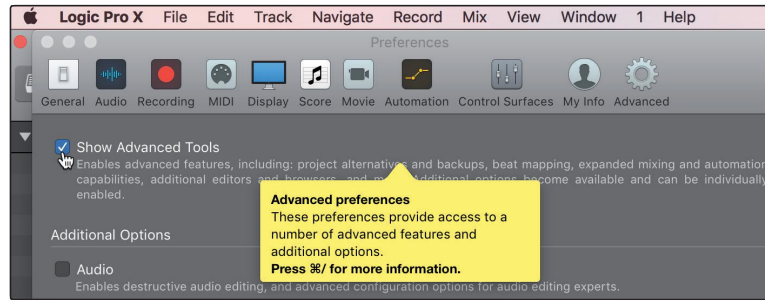 Logic Pro X File Edit Track Navigate Record Mix View Window 1 Help
Preferences
General Audio Recording MIDI Display Score Movie Automation Control Surfaces My Info Advanced
Show Advanced Tools
Enables advanced features, including: project alternatives and backups, beat mapping, expanded mixing and automation
capabilities, additional editors and browsers, and more. Additional options become available and can be individually
enabled.
Advanced preferences
These preferences provide access to a
number of advanced features and
additional options.
Press ⌘/ for more information.
Additional Options
Audio
Enables destructive audio editing, and advanced configuration options for audio editing experts.